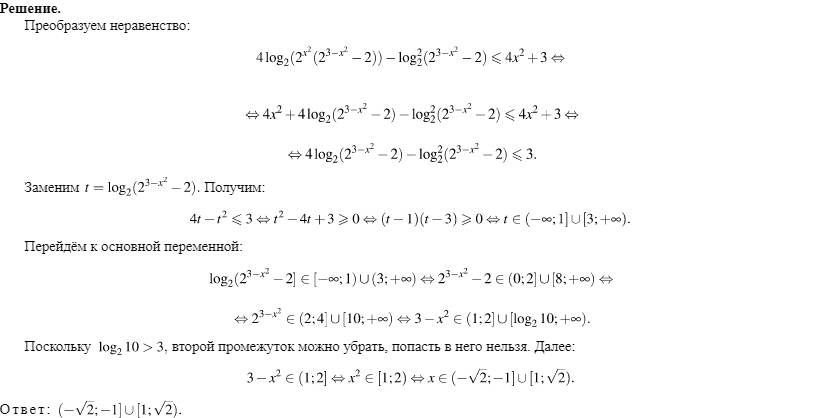 Решение.
Преобразуем неравенство:
4 log₂(2^{x²}(2^{3−x²} − 2)) − log₂²(2^{3−x²} − 2) ⩽ 4x² + 3 ⇔
⇔ 4x² + 4 log₂(2^{3−x²} − 2) − log₂²(2^{3−x²} − 2) ⩽ 4x² + 3 ⇔
⇔ 4 log₂(2^{3−x²} − 2) − log₂²(2^{3−x²} − 2) ⩽ 3.
Заменим t = log₂(2^{3−x²} − 2). Получим:
4t − t² ⩽ 3 ⇔ t² − 4t + 3 ⩾ 0 ⇔ (t − 1)(t − 3) ⩾ 0 ⇔ t ∈ (−∞; 1] ∪ [3; +∞).
Перейдём к основной переменной:
log₂(2^{3−x²} − 2] ∈ [−∞; 1) ∪ (3; +∞) ⇔ 2^{3−x²} − 2 ∈ (0; 2] ∪ [8; +∞) ⇔
⇔ 2^{3−x²} ∈ (2; 4] ∪ [10; +∞) ⇔ 3 − x² ∈ (1; 2] ∪ [log₂ 10; +∞).
Поскольку log₂ 10 > 3, второй промежуток можно убрать, попасть в него нельзя. Далее:
3 − x² ∈ (1; 2] ⇔ x² ∈ [1; 2) ⇔ x ∈ (−√2; −1] ∪ [1; √2).
Ответ: (−√2; −1] ∪ [1; √2).